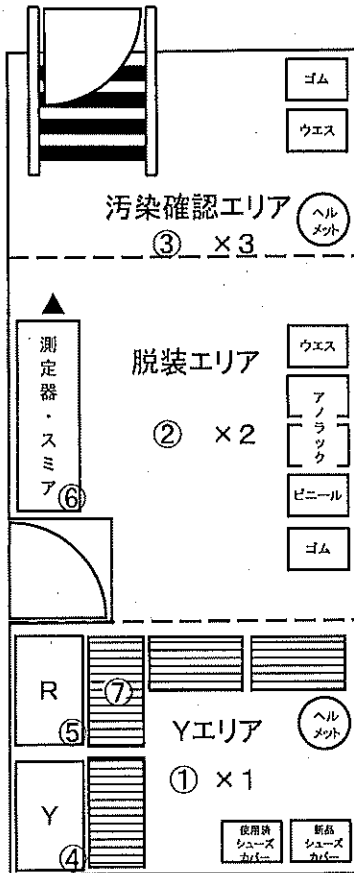 ゴム
ウエス
汚染確認エリア
ヘル
メット
③ ×3
▲
測定器・スミア
⑥
脱装エリア
② ×2
ウエス
アノラック
ビニール
ゴム
R
⑤
⑦
Yエリア
ヘル
メット
① ×1
Y
④
使用済
シューズ
カバー
新品
シューズ
カバー